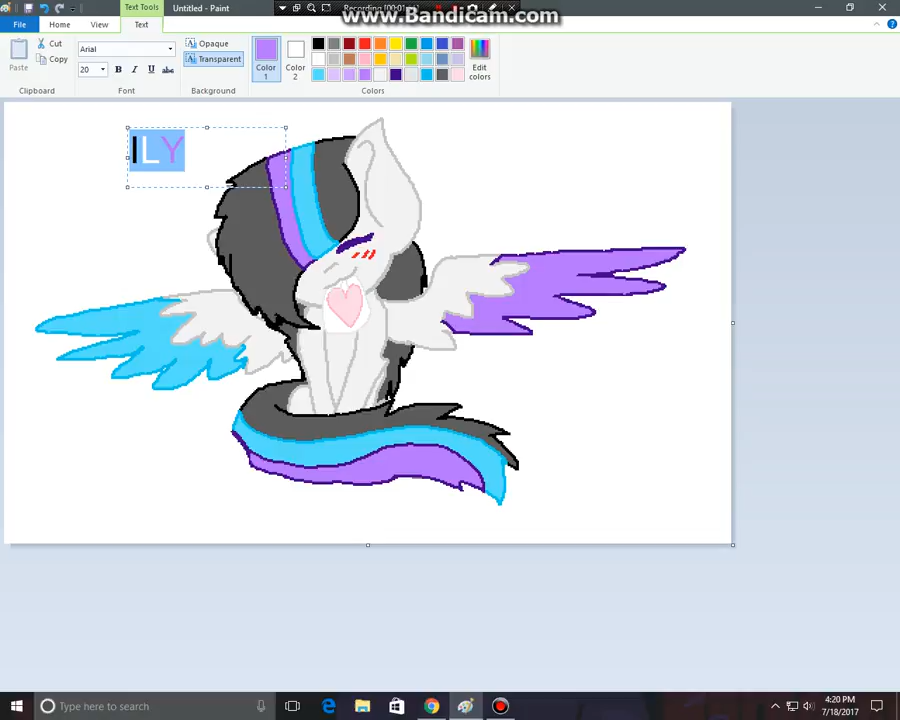 Text Tools
Untitled - Paint
www.Bandicam.com
File
Home
View
Text
Paste
Cut
Copy
Arial
20
B I U abc
Opaque
Transparent
Color 1
Color 2
Edit colors
Clipboard
Font
Background
Colors
ILY
Type here to search
4:20 PM
7/18/2017